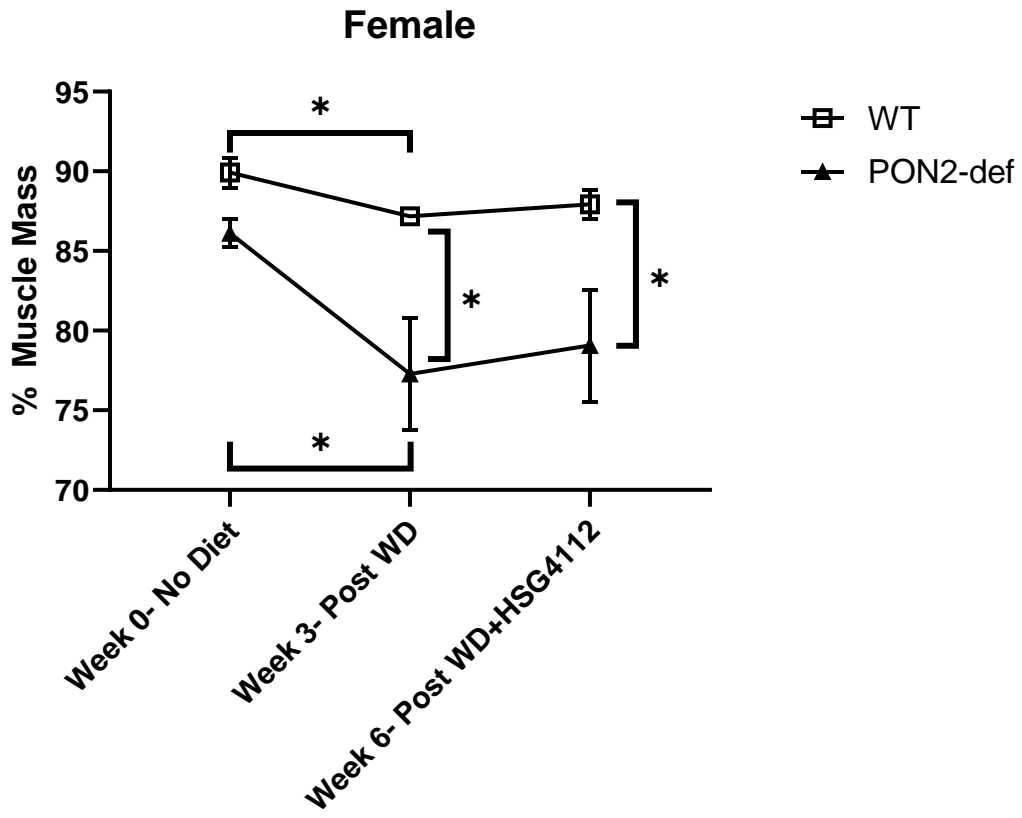 Female
WT
PON2-def
% Muscle Mass
95
90
85
80
75
70
*
*
*
*
Week 0- No Diet
Week 3- Post WD
Week 6- Post WD+HSG4112